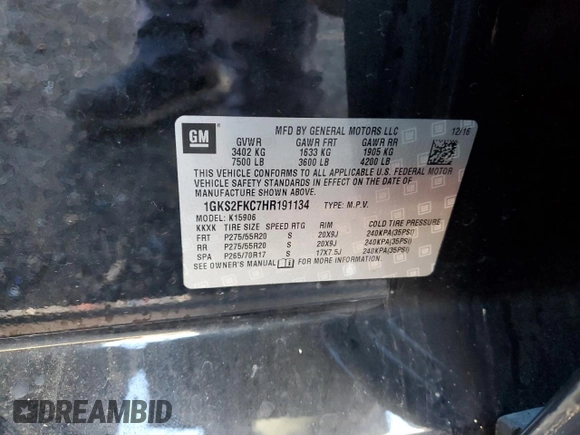 GM
MFD BY GENERAL MOTORS LLC 12/16
GVWR GAWR FRT GAWR RR
3402 KG 1633 KG 1905 KG
7500 LB 3600 LB 4200 LB
THIS VEHICLE CONFORMS TO ALL APPLICABLE U.S. FEDERAL MOTOR
VEHICLE SAFETY STANDARDS IN EFFECT ON THE DATE OF
MANUFACTURE SHOWN ABOVE.
1GKS2FKC7HR191134 TYPE: M.P.V.
MODEL: K15906
KKXK TIRE SIZE SPEED RTG RIM COLD TIRE PRESSURE
FRT P275/55R20 S 20X9J 240KPA(35PSI)
RR P275/55R20 S 20X9J 240KPA(35PSI)
SPA P265/70R17 S 17X7.5J 240KPA(35PSI)
SEE OWNER'S MANUAL FOR MORE INFORMATION.
DREAMBID